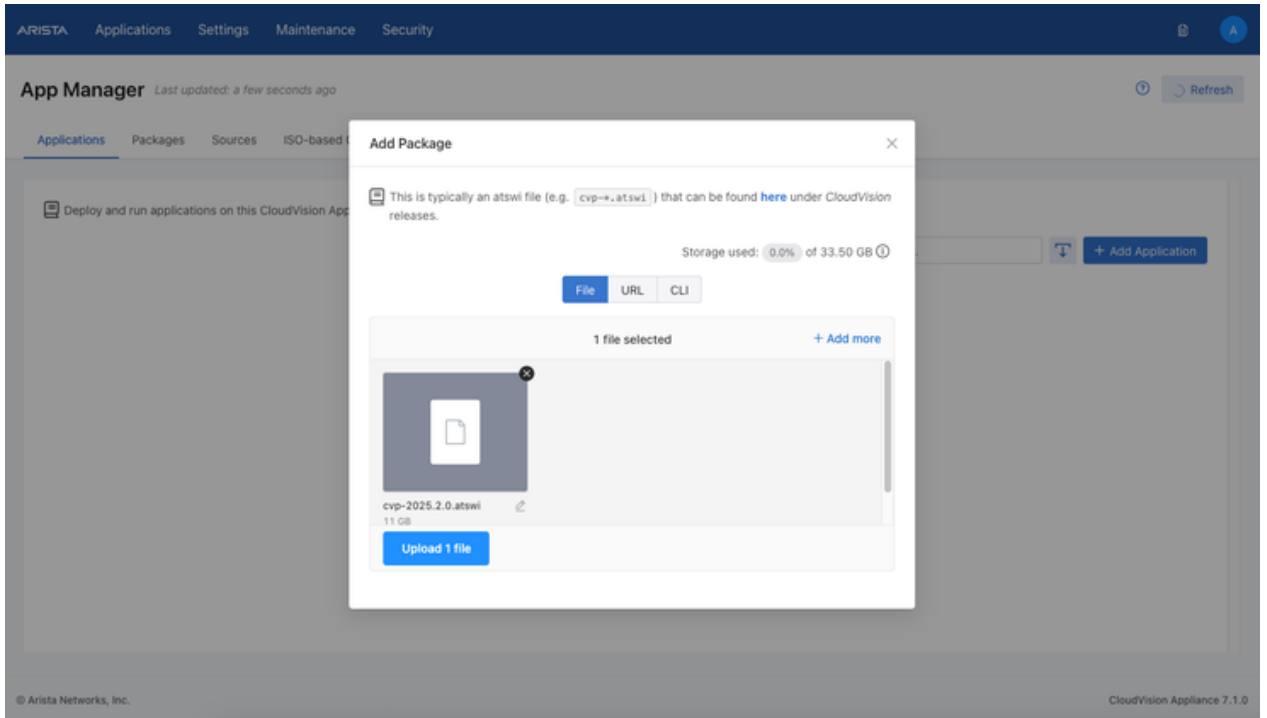 ARISTA Applications Settings Maintenance Security A
App Manager Last updated: a few seconds ago Refresh
Applications Packages Sources ISO-based
Deploy and run applications on this CloudVision App
+ Add Application
Add Package
This is typically an atswi file (e.g. cvp-*.atswi ) that can be found here under CloudVision
releases.
Storage used: 0.0% of 33.50 GB
File URL CLI
1 file selected + Add more
cvp-2025.2.0.atswi
11 GB
Upload 1 file
© Arista Networks, Inc. CloudVision Appliance 7.1.0